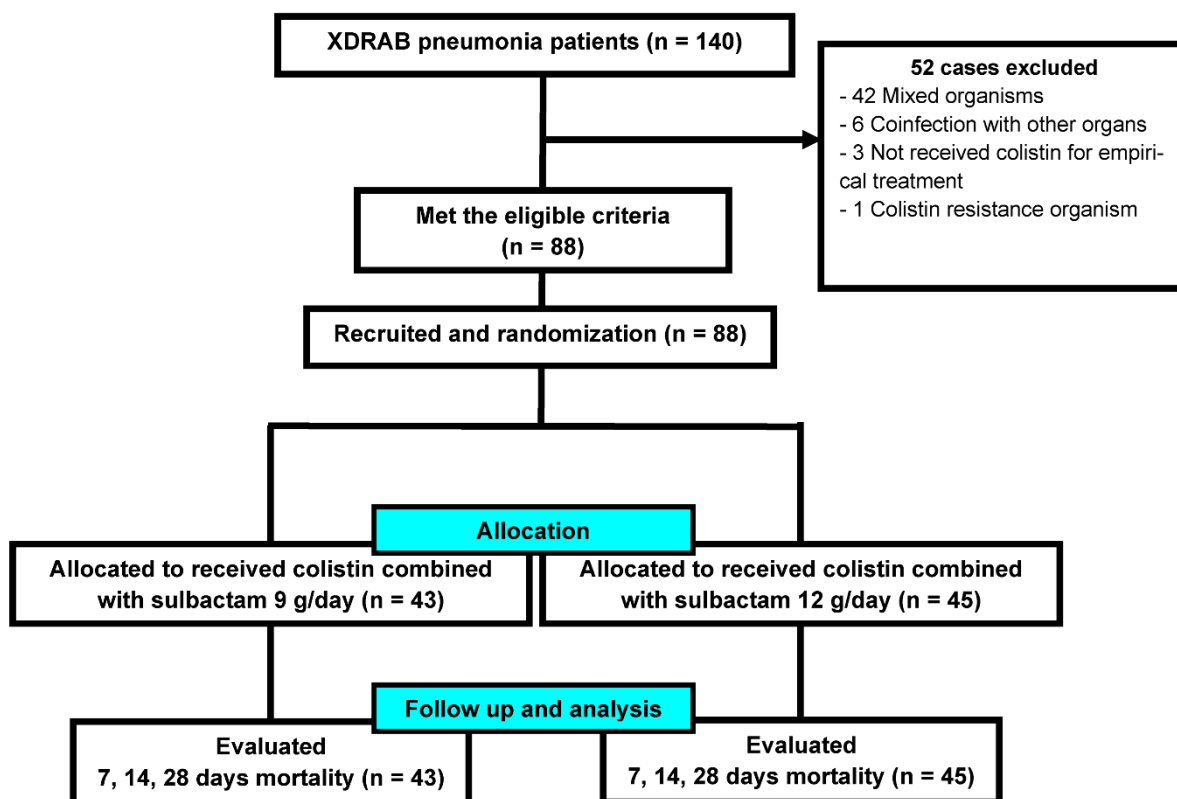 XDRAB pneumonia patients (n = 140)
52 cases excluded
- 42 Mixed organisms
- 6 Coinfection with other organs
- 3 Not received colistin for empiri-
cal treatment
- 1 Colistin resistance organism
Met the eligible criteria
(n = 88)
Recruited and randomization (n = 88)
Allocation
Allocated to received colistin combined
with sulbactam 9 g/day (n = 43)
Allocated to received colistin combined
with sulbactam 12 g/day (n = 45)
Follow up and analysis
Evaluated
7, 14, 28 days mortality (n = 43)
Evaluated
7, 14, 28 days mortality (n = 45)